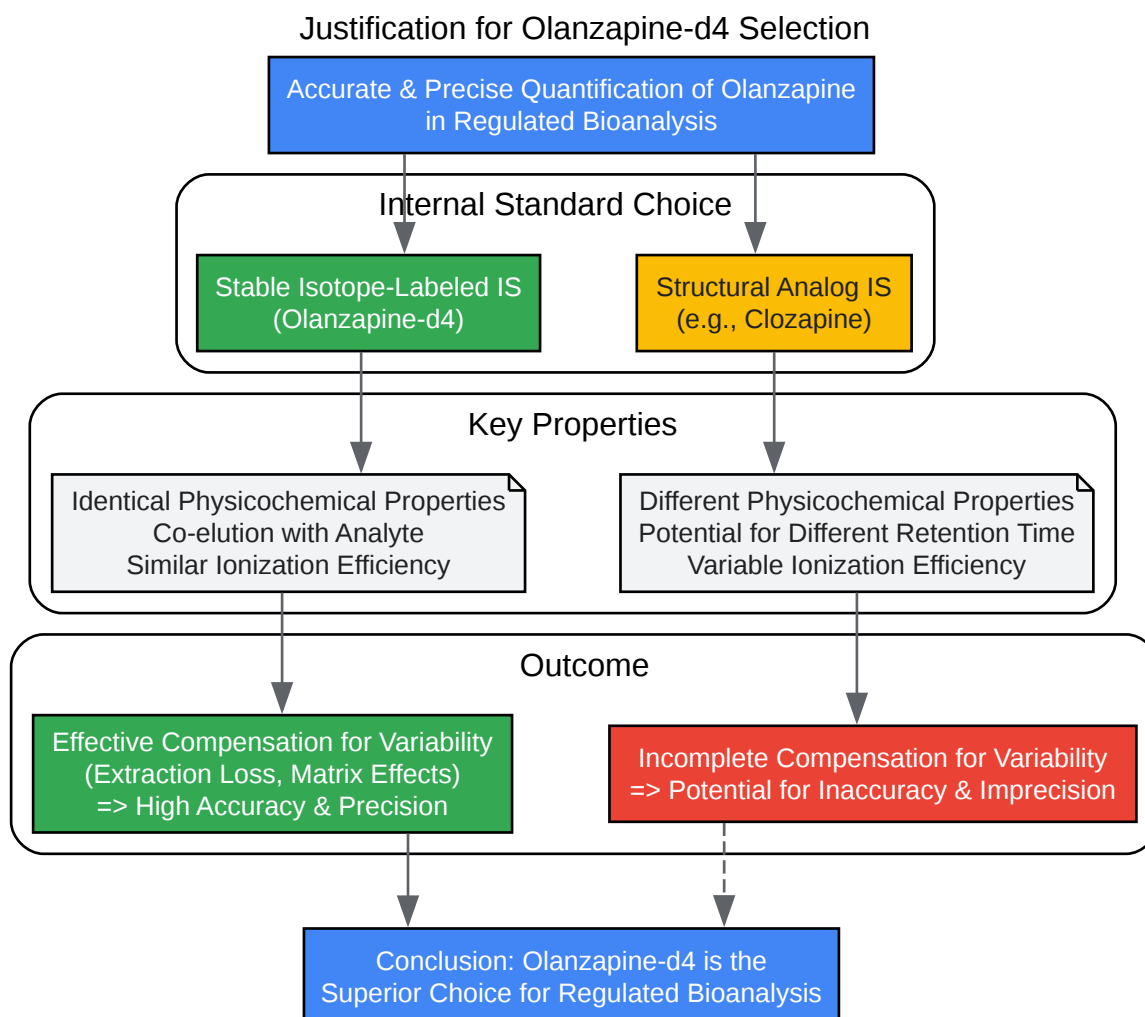 Justification for Olanzapine-d4 Selection
Accurate & Precise Quantification of Olanzapine
in Regulated Bioanalysis
Internal Standard Choice
Stable Isotope-Labeled IS
(Olanzapine-d4)
Structural Analog IS
(e.g., Clozapine)
Key Properties
Identical Physicochemical Properties
Co-elution with Analyte
Similar Ionization Efficiency
Different Physicochemical Properties
Potential for Different Retention Time
Variable Ionization Efficiency
Outcome
Effective Compensation for Variability
(Extraction Loss, Matrix Effects)
=> High Accuracy & Precision
Incomplete Compensation for Variability
=> Potential for Inaccuracy & Imprecision
Conclusion: Olanzapine-d4 is the
Superior Choice for Regulated Bioanalysis